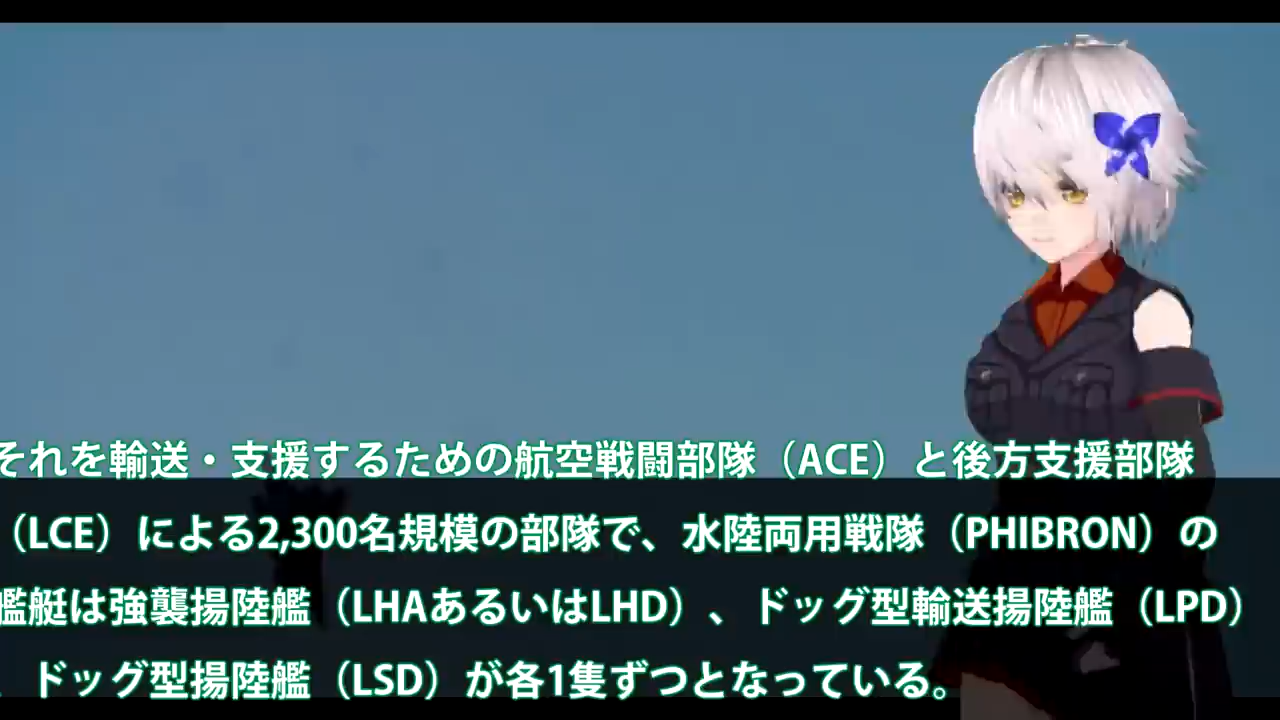 それを輸送・支援するための航空戦闘部隊（ACE）と後方支援部隊
（LCE）による2,300名規模の部隊で、水陸両用戦隊（PHIBRON）の
艦艇は強襲揚陸艦（LHAあるいはLHD）、ドッグ型輸送揚陸艦（LPD）
、ドッグ型揚陸艦（LSD）が各1隻ずつとなっている。